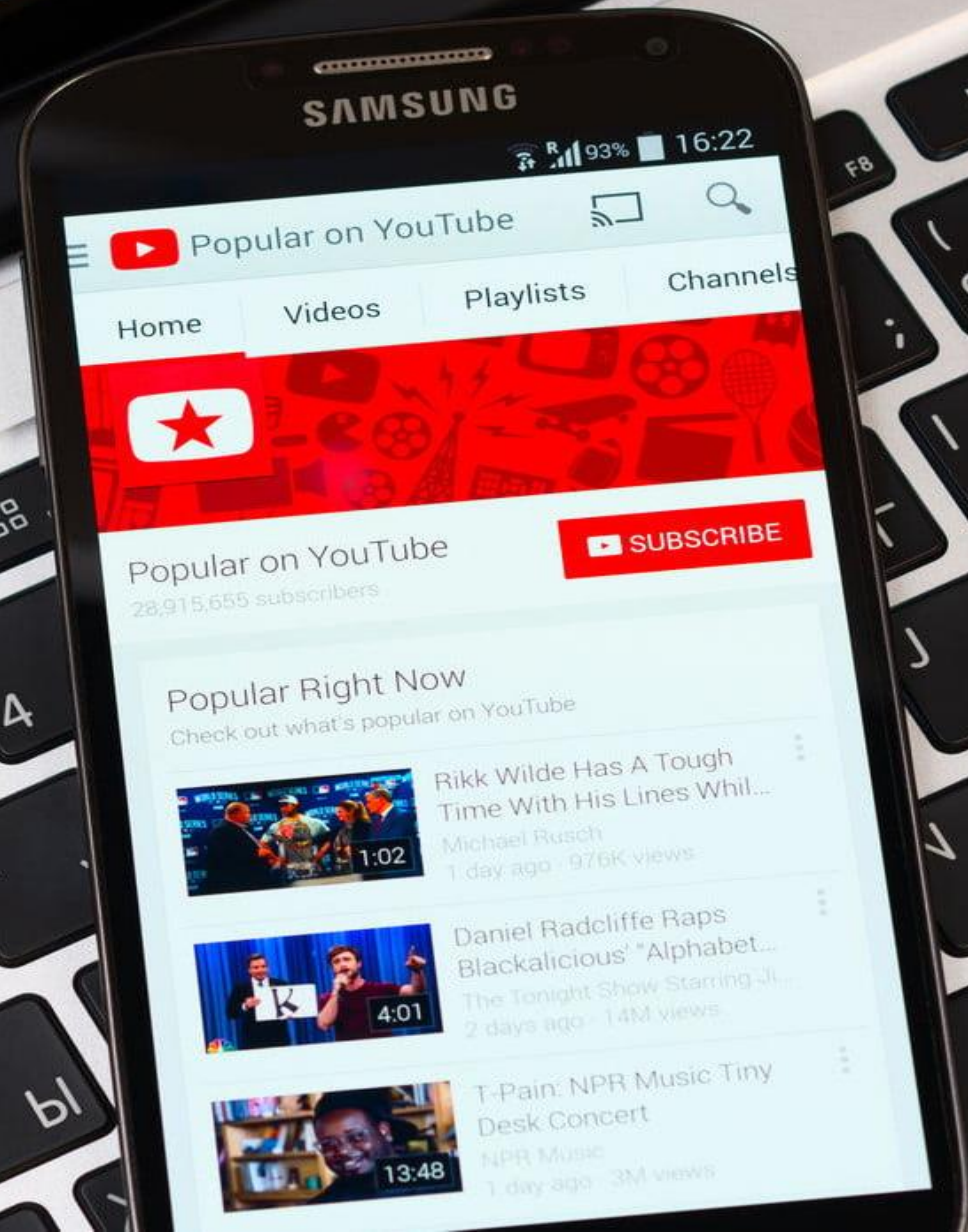 SAMSUNG
R 93% 16:22
Popular on YouTube
Home Videos Playlists Channels
Popular on YouTube
SUBSCRIBE
28,915,655 subscribers
Popular Right Now
Check out what's popular on YouTube
Rikk Wilde Has A Tough
Time With His Lines Whil...
Michael Rusch
1 day ago · 976K views
1:02
Daniel Radcliffe Raps
Blackalicious' "Alphabet...
The Tonight Show Starring Ji...
2 days ago · 14M views
K
4:01
T-Pain: NPR Music Tiny
Desk Concert
NPR Music
1 day ago · 3M views
13:48
F8
;
4
J
V
Ы